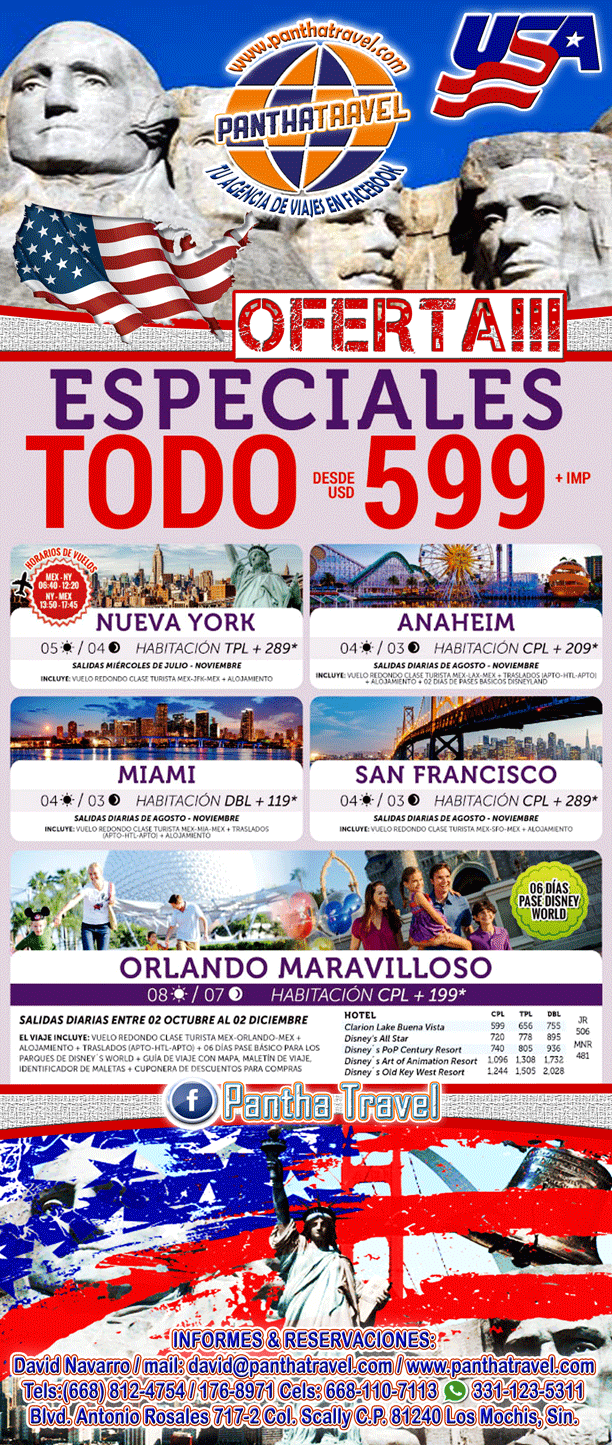 www.panthatravel.com
PANTHATRAVEL
TU AGENCIA DE VIAJES EN FACEBOOK
USA
OFERTA!!!
ESPECIALES
TODO DESDE USD 599 + IMP
HORARIOS DE VUELOS
MEX - NY
06:40 - 12:20
NY - MEX
13:50 - 17:45
NUEVA YORK
05 / 04 HABITACIÓN TPL + 289*
SALIDAS MIÉRCOLES DE JULIO - NOVIEMBRE
INCLUYE: VUELO REDONDO CLASE TURISTA MEX-JFK-MEX + ALOJAMIENTO
ANAHEIM
04 / 03 HABITACIÓN CPL + 209*
SALIDAS DIARIAS DE AGOSTO - NOVIEMBRE
INCLUYE: VUELO REDONDO CLASE TURISTA MEX-LAX-MEX + TRASLADOS (APTO-HTL-APTO)
+ ALOJAMIENTO + 02 DIAS DE PASES BASICOS DISNEYLAND
MIAMI
04 / 03 HABITACIÓN DBL + 119*
SALIDAS DIARIAS DE AGOSTO - NOVIEMBRE
INCLUYE: VUELO REDONDO CLASE TURISTA MEX-MIA-MEX + TRASLADOS
(APTO-HTL-APTO) + ALOJAMIENTO
SAN FRANCISCO
04 / 03 HABITACIÓN CPL + 289*
SALIDAS DIARIAS DE AGOSTO - NOVIEMBRE
INCLUYE: VUELO REDONDO CLASE TURISTA MEX-SFO-MEX + ALOJAMIENTO
06 DÍAS
PASE DISNEY
WORLD
ORLANDO MARAVILLOSO
08 / 07 HABITACIÓN CPL + 199*
SALIDAS DIARIAS ENTRE 02 OCTUBRE AL 02 DICIEMBRE
EL VIAJE INCLUYE: VUELO REDONDO CLASE TURISTA MEX-ORLANDO-MEX +
ALOJAMIENTO + TRASLADOS (APTO-HTL-APTO) + 06 DÍAS PASE BÁSICO PARA LOS
PARQUES DE DISNEY´S WORLD + GUÍA DE VIAJE CON MAPA, MALETÍN DE VIAJE,
IDENTIFICADOR DE MALETAS + CUPONERA DE DESCUENTOS PARA COMPRAS
HOTEL CPL TPL DBL
Clarion Lake Buena Vista 599 656 755
Disney´s All Star 720 778 895
Disney´s PoP Century Resort 740 805 936
Disney´s Art of Animation Resort 1,096 1,308 1,732
Disney´s Old Key West Resort 1,244 1,505 2,028
JR
506
MNR
481
f Pantha Travel
INFORMES & RESERVACIONES:
David Navarro / mail: david@panthatravel.com / www.panthatravel.com
Tels:(668) 812-4754 / 176-8971 Cels: 668-110-7113 331-123-5311
Blvd. Antonio Rosales 717-2 Col. Scally C.P. 81240 Los Mochis, Sin.